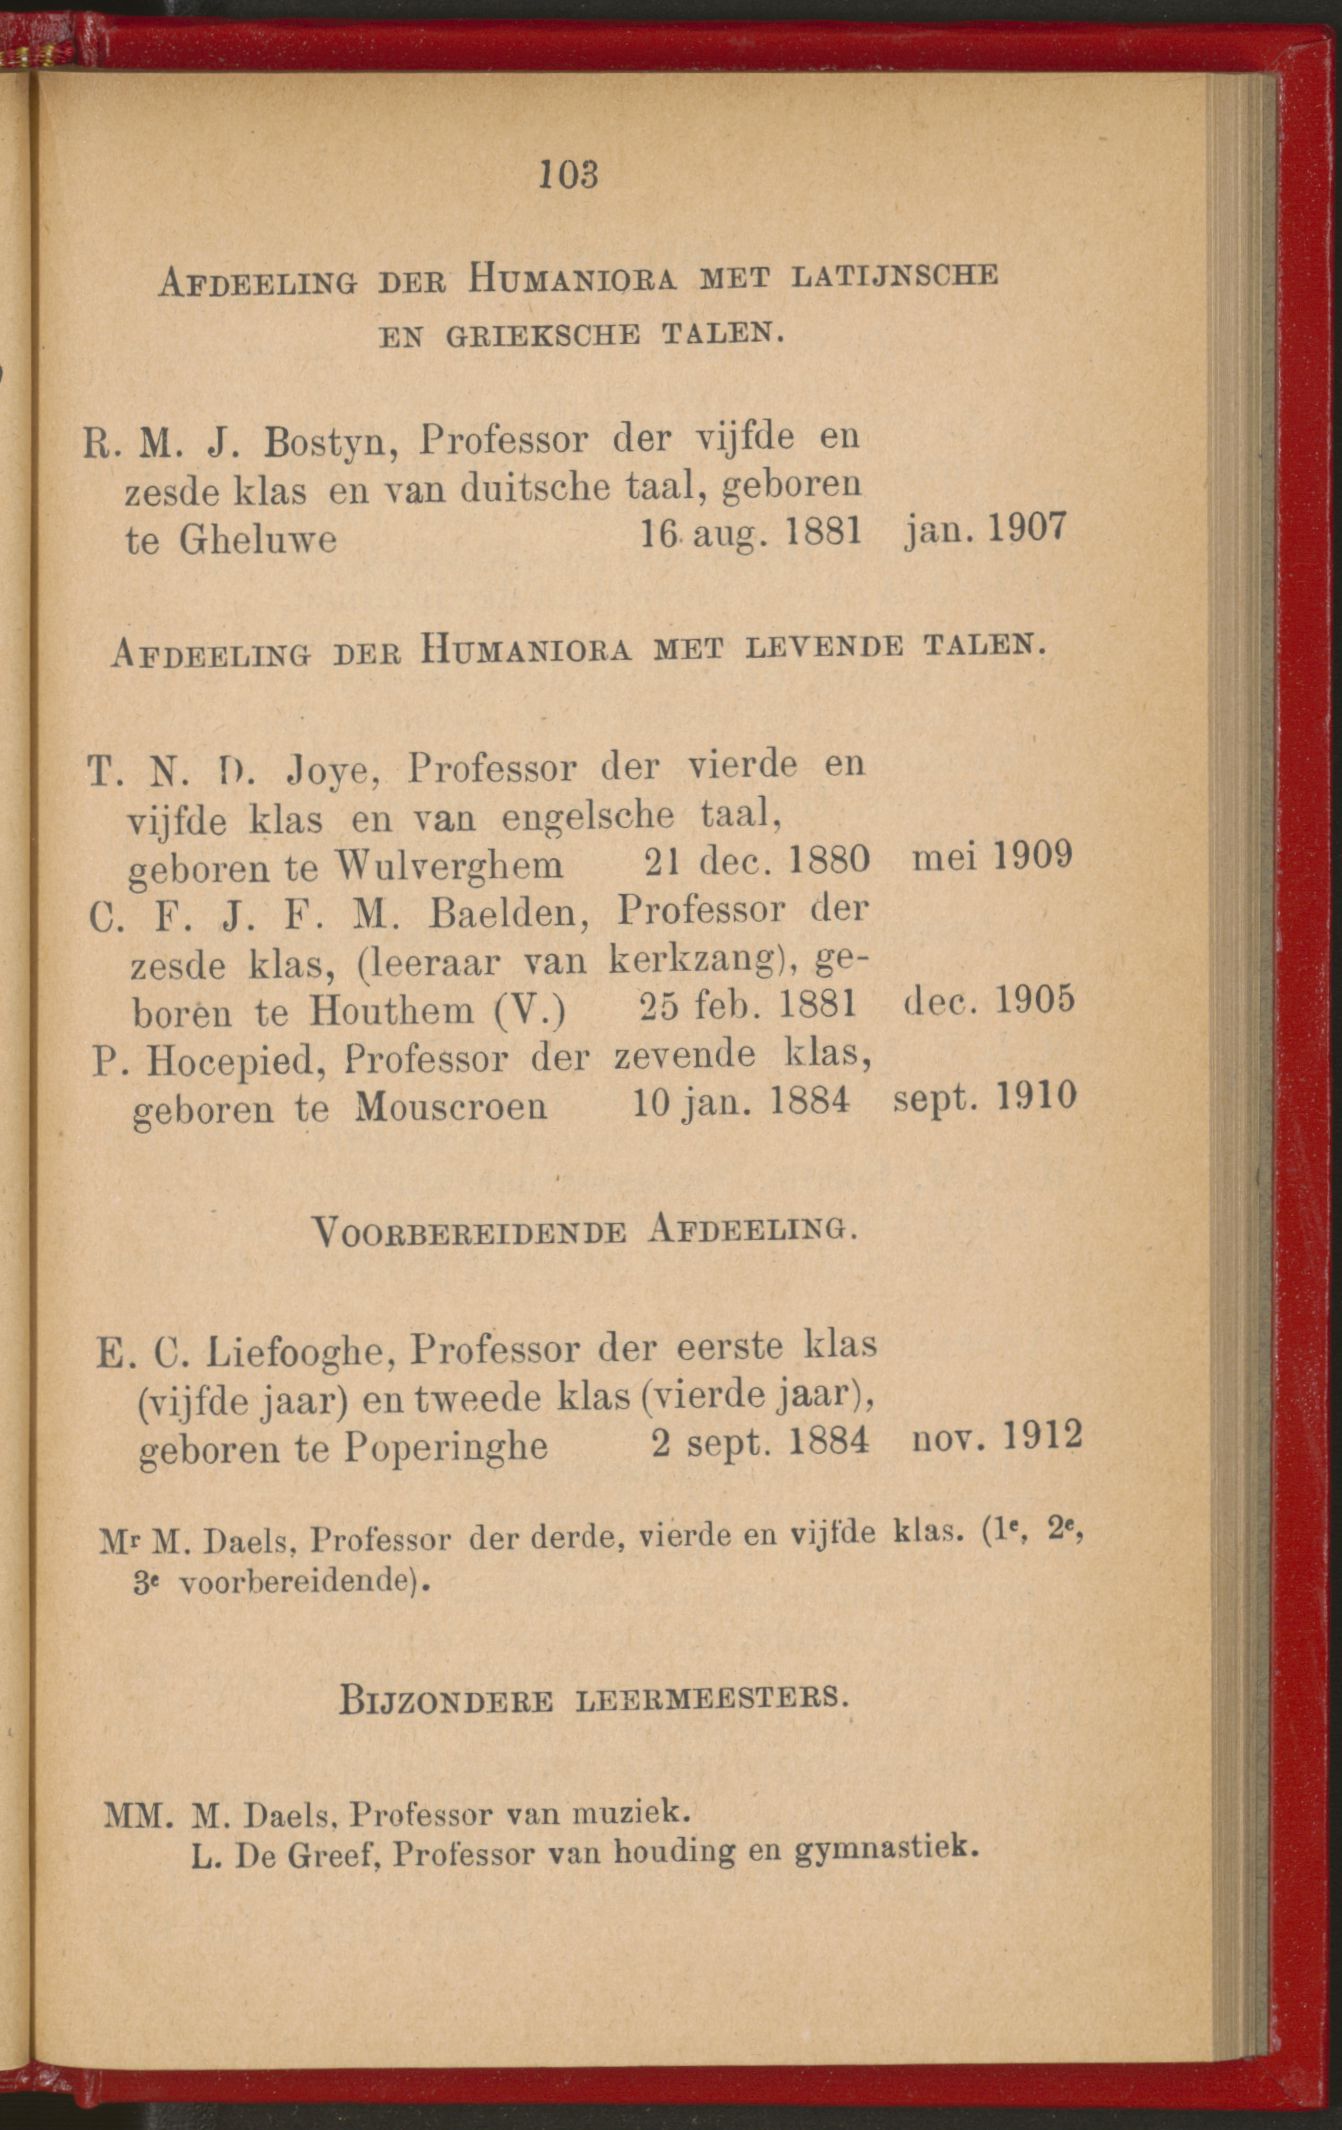 103
AFDEELING DER HUMANIORA MET LATIJNSCHE
EN GRIEKSCHE TALEN.
R. M. J. Bostyn, Professor der vijfde en
zesde klas en van duitsche taal, geboren
te Gheluwe 16 aug. 1881 jan. 1907
AFDEELING DER HUMANIORA MET LEVENDE TALEN.
T. N. D. Joye, Professor der vierde en
vijfde klas en van engelsche taal,
geboren te Wulverghem 21 dec. 1880 mei 1909
C. F. J. F. M. Baelden, Professor der
zesde klas, (leeraar van kerkzang), ge-
boren te Houthem (V.) 25 feb. 1881 dec. 1905
P. Hocepied, Professor der zevende klas,
geboren te Mouscroen 10 jan. 1884 sept. 1910
VOORBEREIDENDE AFDEELING.
E. C. Liefooghe, Professor der eerste klas
(vijfde jaar) en tweede klas (vierde jaar),
geboren te Poperinghe 2 sept. 1884 nov. 1912
Mr M. Daels, Professor der derde, vierde en vijfde klas. (1e, 2e,
3e voorbereidende).
BIJZONDERE LEERMEESTERS.
MM. M. Daels, Professor van muziek.
L. De Greef, Professor van houding en gymnastiek.